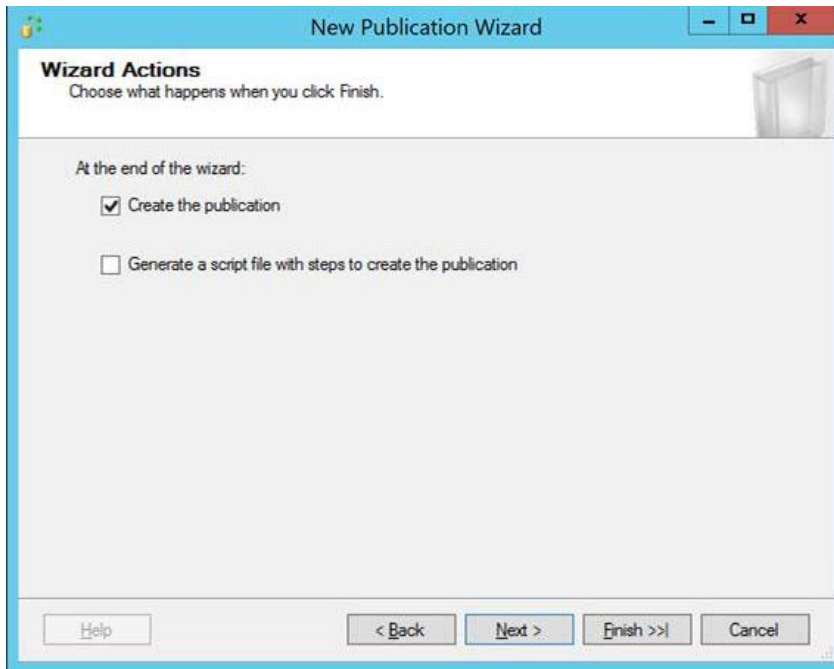 New Publication Wizard
Wizard Actions
Choose what happens when you click Finish.
At the end of the wizard:
Create the publication
Generate a script file with steps to create the publication
Help
< Back
Next >
Finish >>|
Cancel